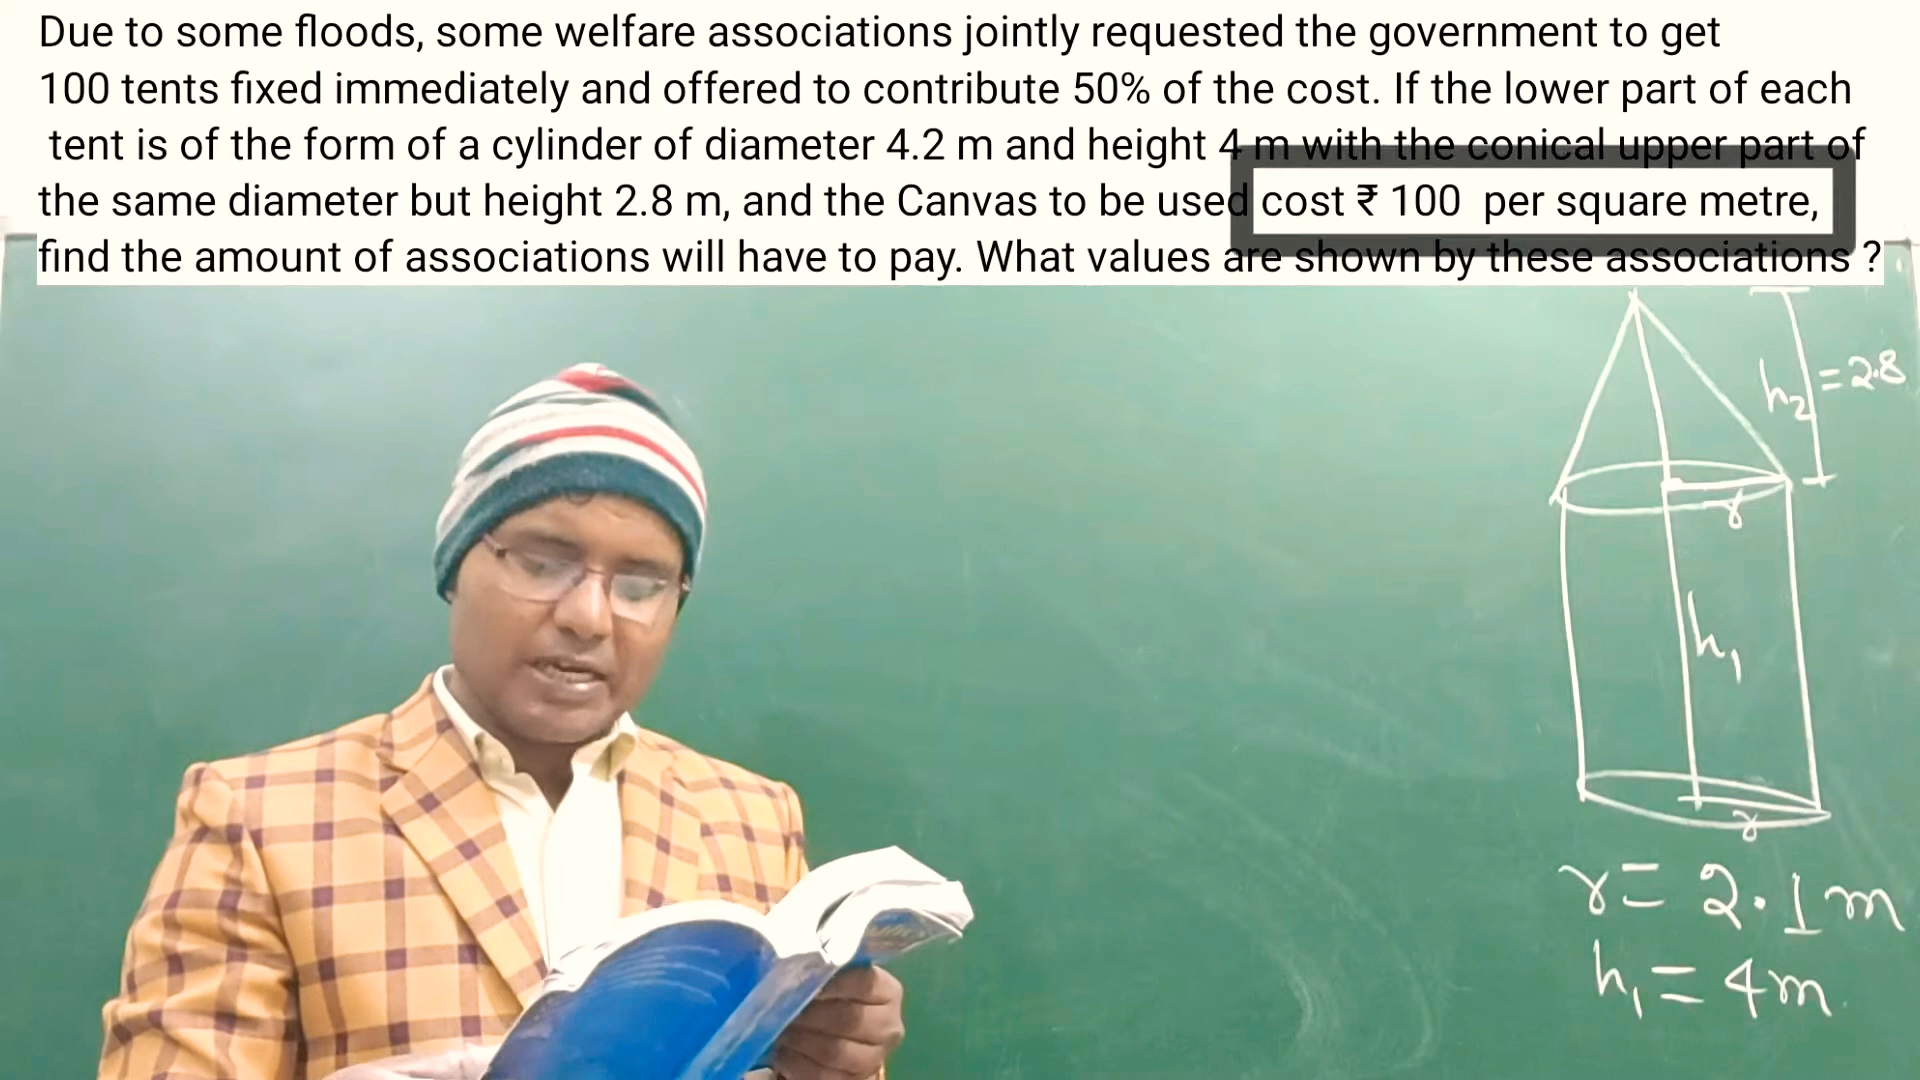 Due to some floods, some welfare associations jointly requested the government to get
100 tents fixed immediately and offered to contribute 50% of the cost. If the lower part of each
tent is of the form of a cylinder of diameter 4.2 m and height 4 m with the conical upper part of
the same diameter but height 2.8 m, and the Canvas to be used cost ₹ 100 per square metre,
find the amount of associations will have to pay. What values are shown by these associations ?
h₂ = 2.8
r
h₁
r
r = 2.1 m
h₁ = 4 m.